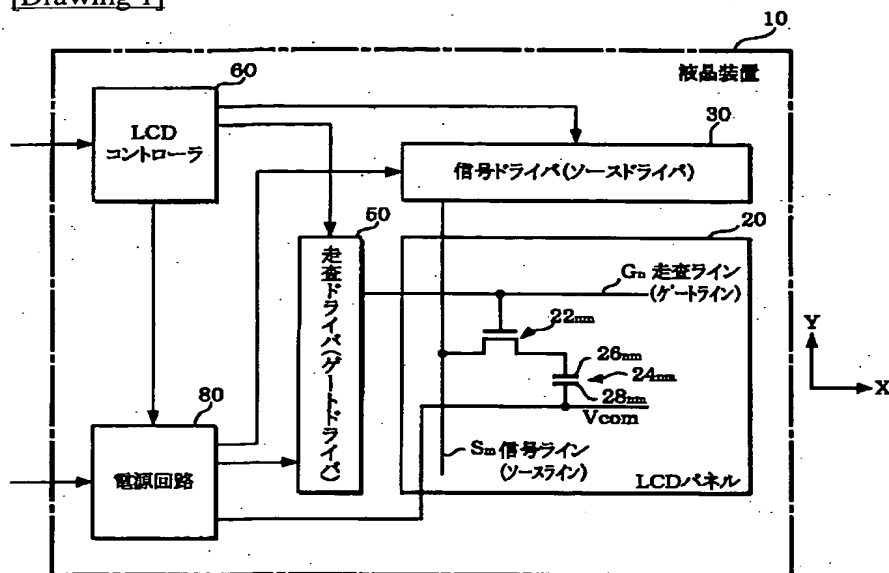 [Drawing 1]
10
液晶装置
60
LCD
コントローラ
30
信号ドライバ(ソースドライバ)
50
走査ドライバ(ゲートドライバ)
20
Gn 走査ライン
(ゲートライン)
22nm
26nm
24nm
28nm
Vcom
Y
X
80
電源回路
Sm 信号ライン
(ソースライン)
LCDパネル